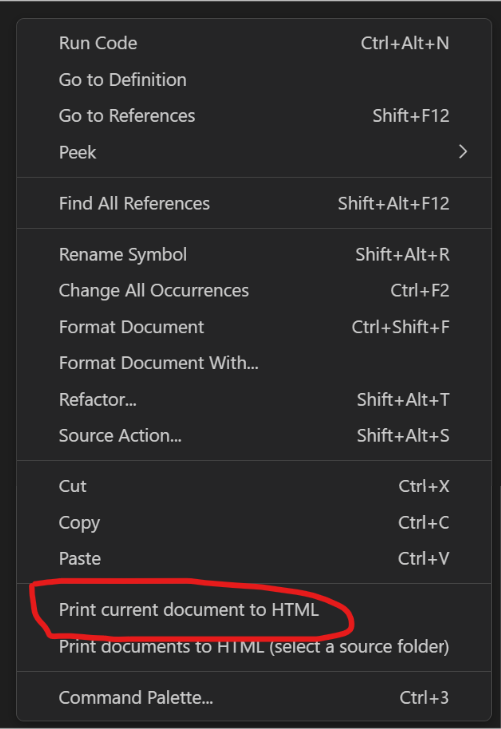 Run Code Ctrl+Alt+N
Go to Definition
Go to References Shift+F12
Peek
Find All References Shift+Alt+F12
Rename Symbol Shift+Alt+R
Change All Occurrences Ctrl+F2
Format Document Ctrl+Shift+F
Format Document With...
Refactor... Shift+Alt+T
Source Action... Shift+Alt+S
Cut Ctrl+X
Copy Ctrl+C
Paste Ctrl+V
Print current document to HTML
Print documents to HTML (select a source folder)
Command Palette... Ctrl+3